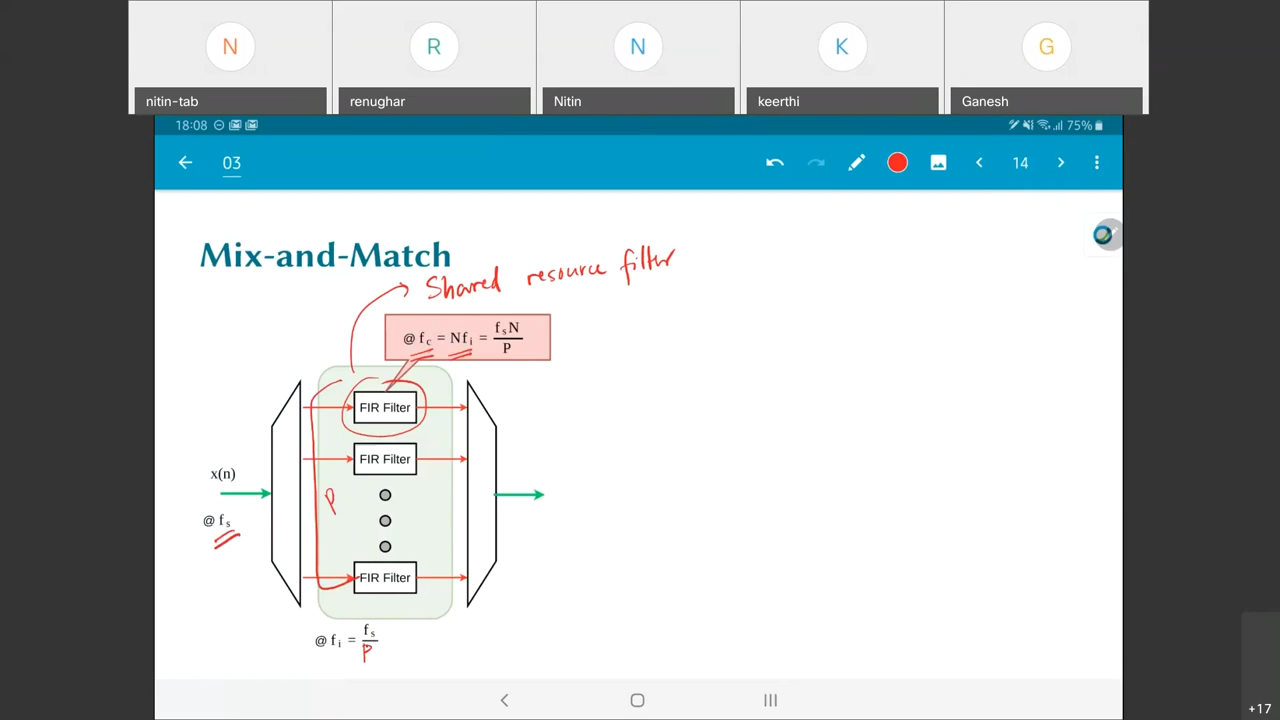 N
R
N
K
G
nitin-tab
renughar
Nitin
keerthi
Ganesh
18:08
75%
03
14
Mix-and-Match
Shared resource filter
@ fc = Nfi = fsN / P
FIR Filter
FIR Filter
x(n)
P
@ fs
FIR Filter
@ fi = fs / P
+17